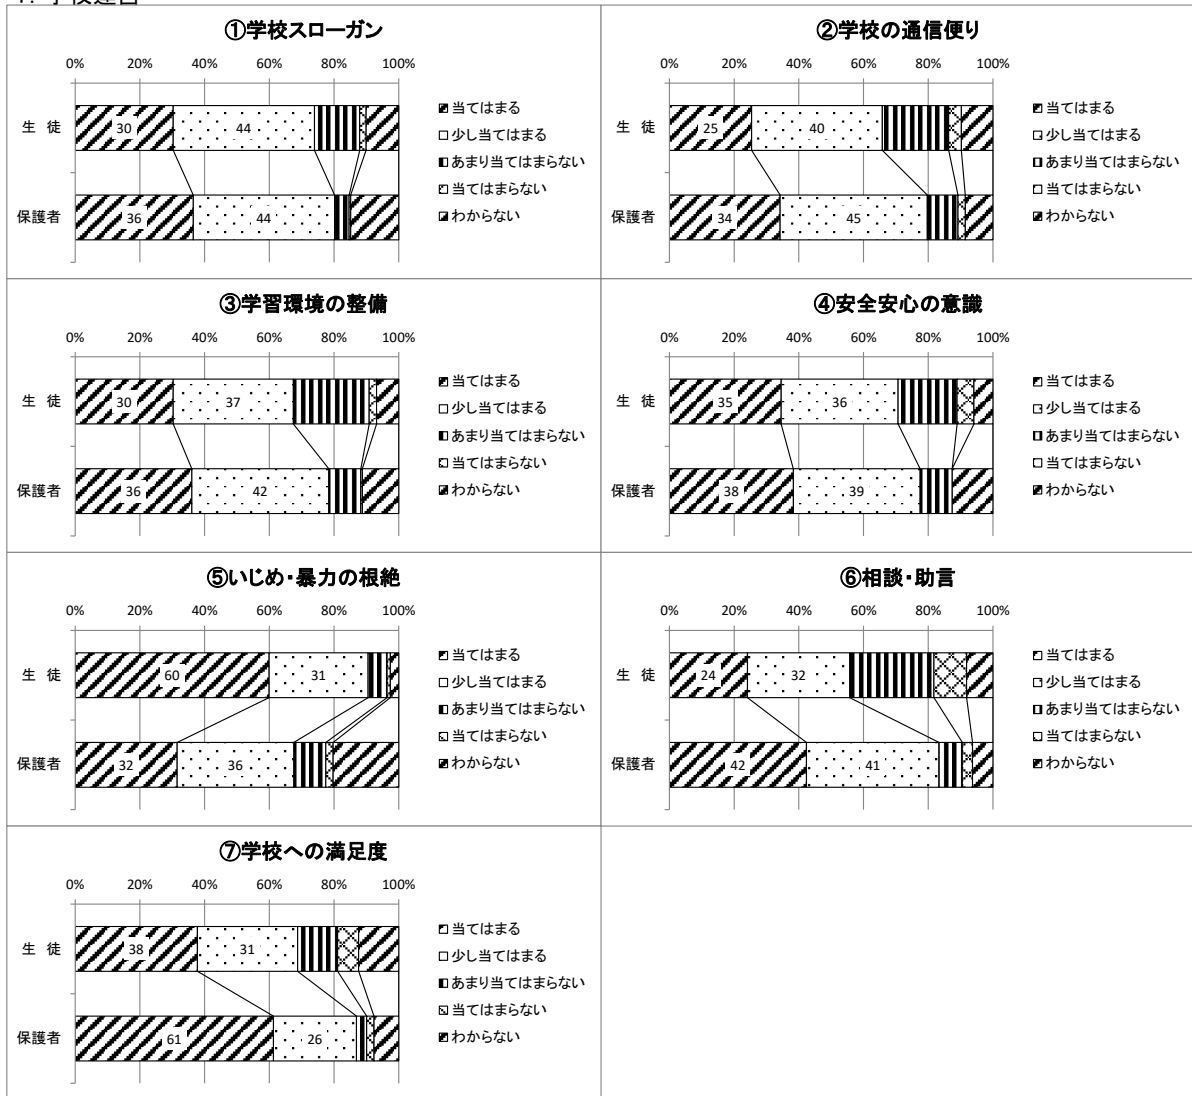 ①学校スローガン
0% 20% 40% 60% 80% 100%
生 徒 30 44
保護者 36 44
当てはまる
少し当てはまる
あまり当てはまらない
当てはまらない
わからない
②学校の通信便り
0% 20% 40% 60% 80% 100%
生 徒 25 40
保護者 34 45
当てはまる
少し当てはまる
あまり当てはまらない
当てはまらない
わからない
③学習環境の整備
0% 20% 40% 60% 80% 100%
生 徒 30 37
保護者 36 42
当てはまる
少し当てはまる
あまり当てはまらない
当てはまらない
わからない
④安全安心の意識
0% 20% 40% 60% 80% 100%
生 徒 35 36
保護者 38 39
当てはまる
少し当てはまる
あまり当てはまらない
当てはまらない
わからない
⑤いじめ・暴力の根絶
0% 20% 40% 60% 80% 100%
生 徒 60 31
保護者 32 36
当てはまる
少し当てはまる
あまり当てはまらない
当てはまらない
わからない
⑥相談・助言
0% 20% 40% 60% 80% 100%
生 徒 24 32
保護者 42 41
当てはまる
少し当てはまる
あまり当てはまらない
当てはまらない
わからない
⑦学校への満足度
0% 20% 40% 60% 80% 100%
生 徒 38 31
保護者 61 26
当てはまる
少し当てはまる
あまり当てはまらない
当てはまらない
わからない